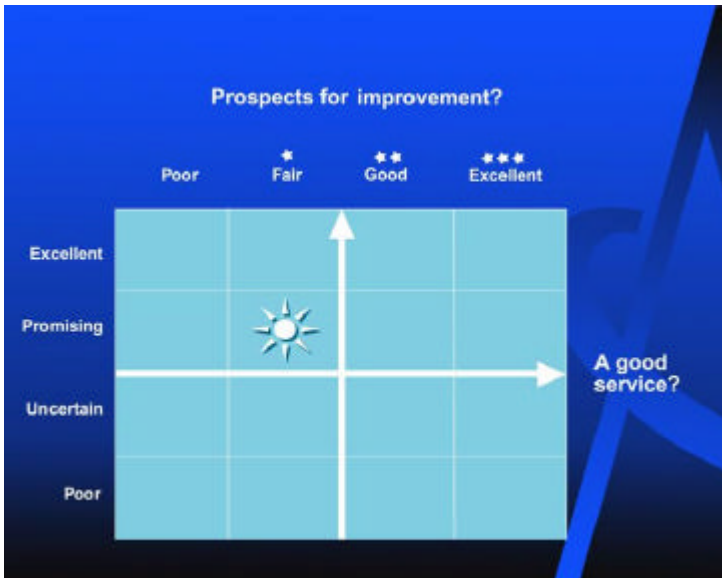 Prospects for improvement?
Poor
Fair
Good
Excellent
Excellent
Promising
Uncertain
Poor
A good
service?